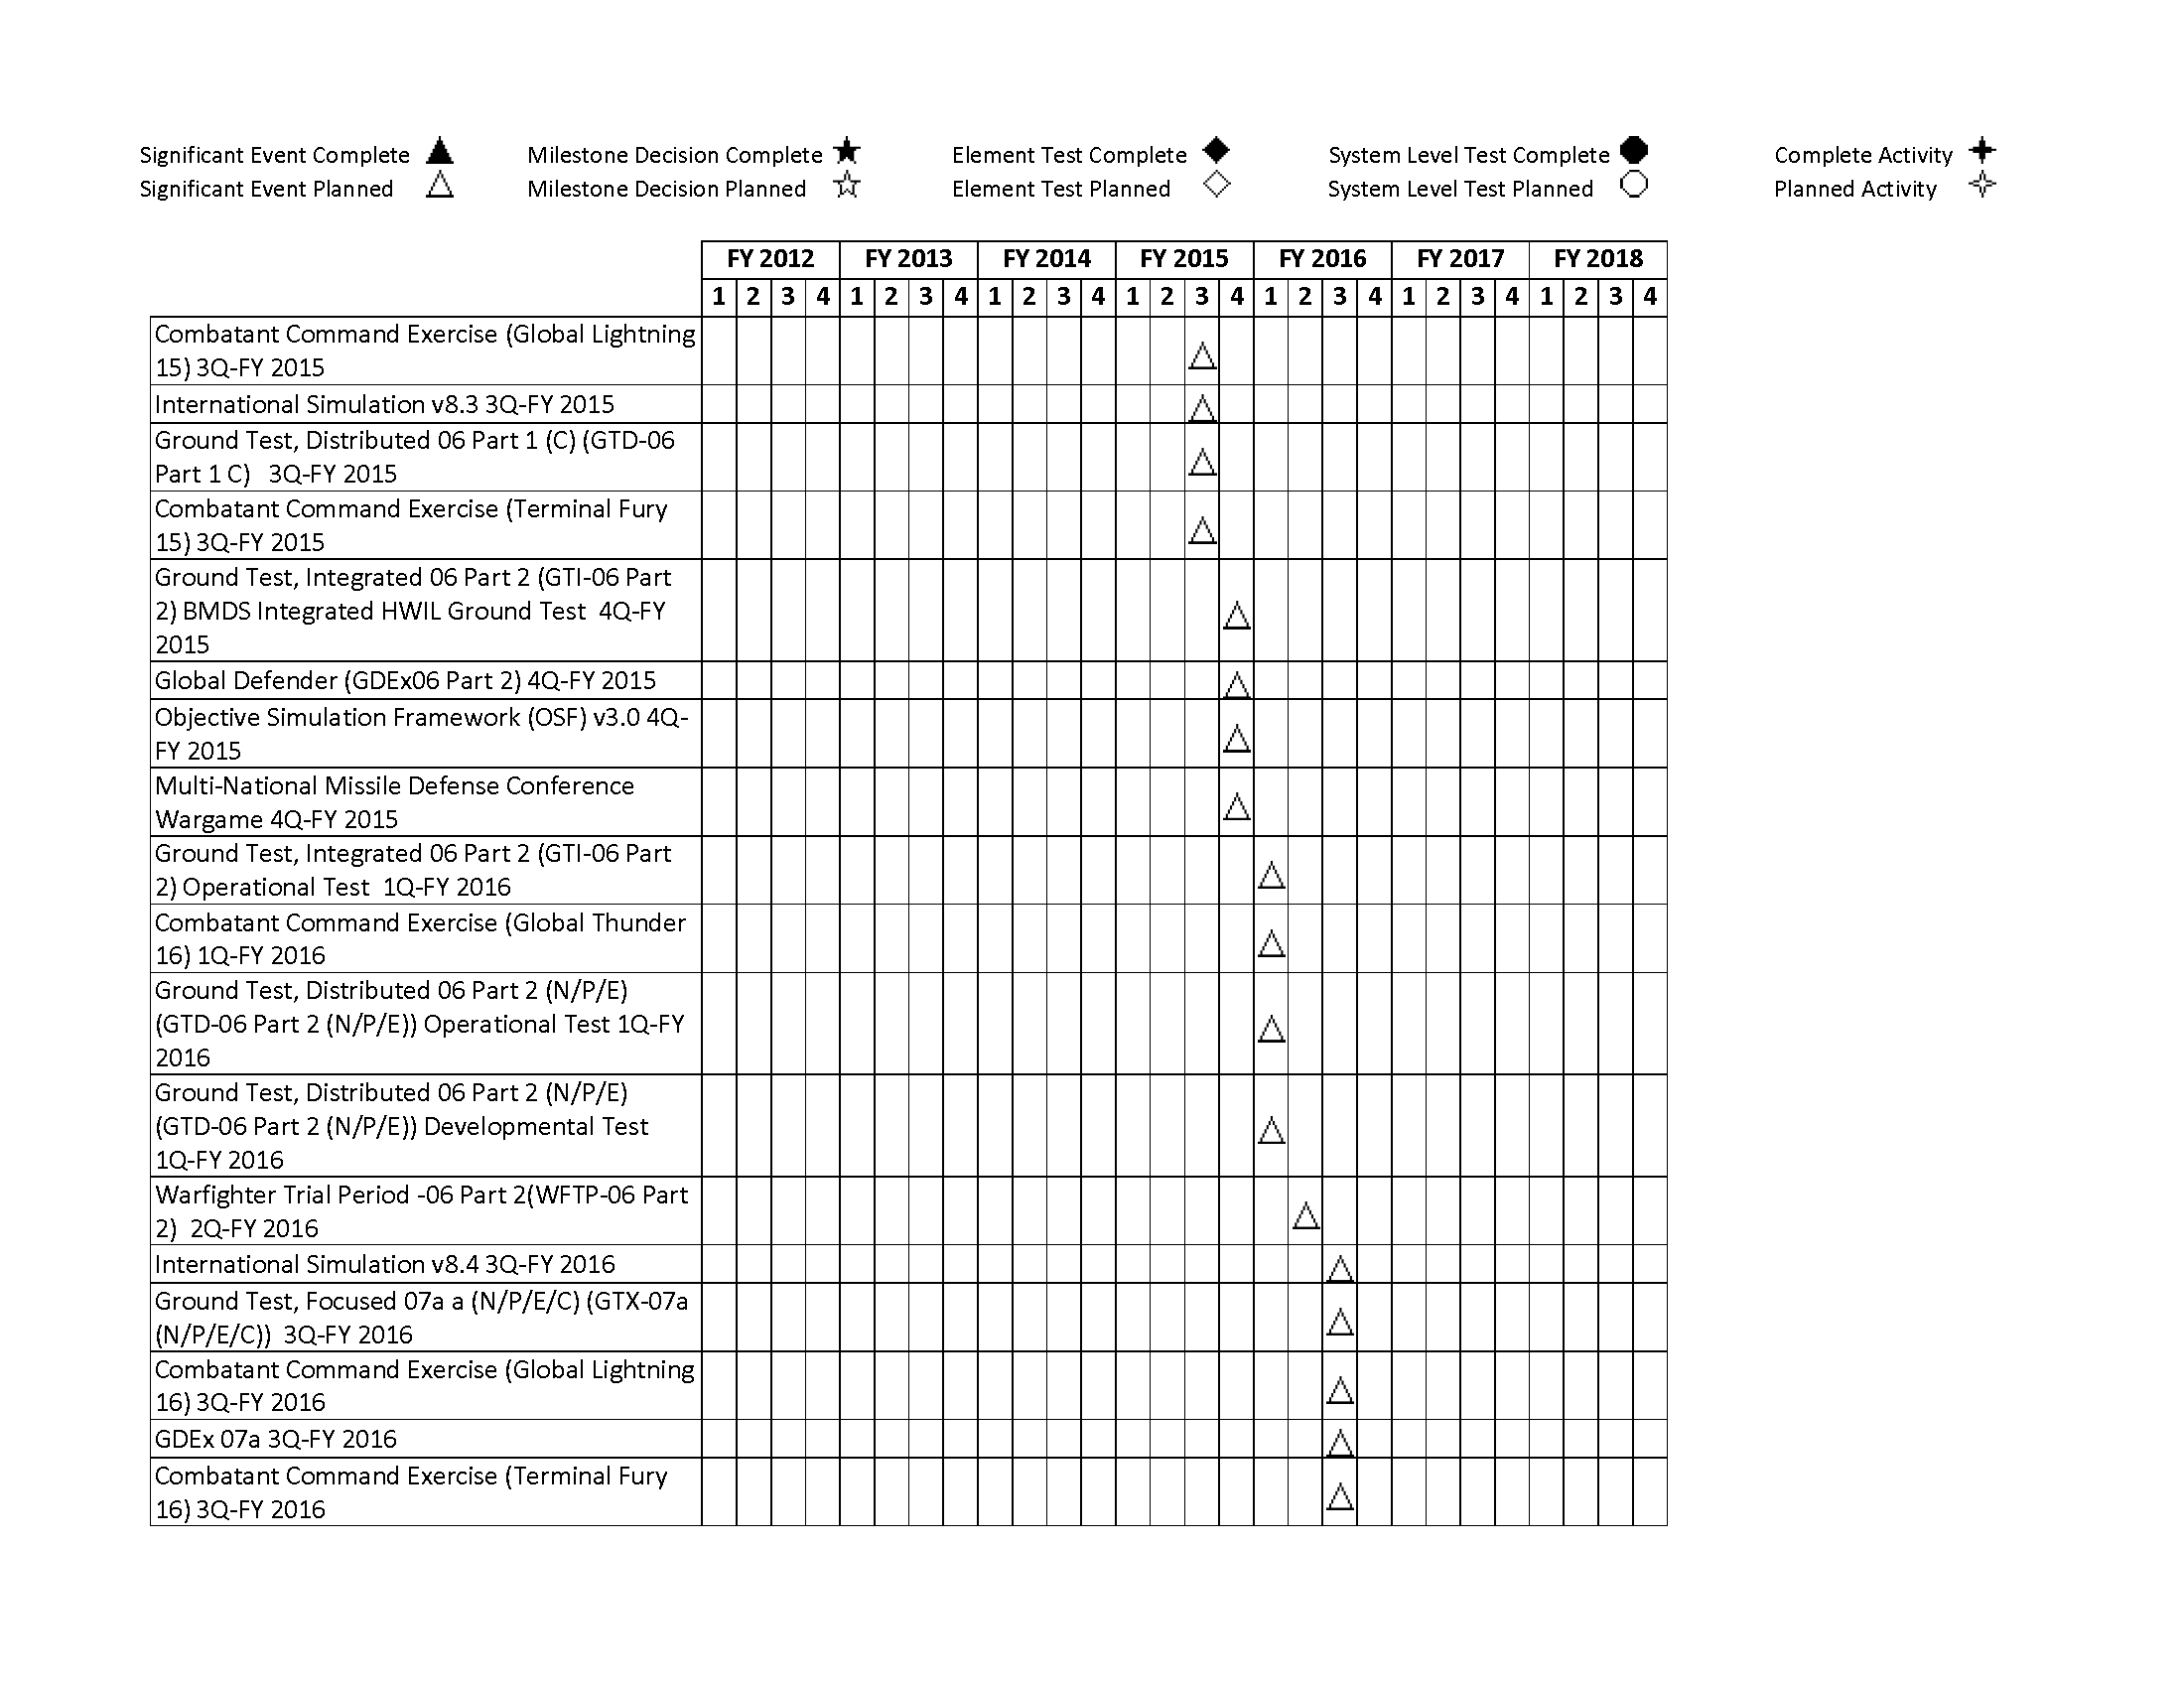 Significant Event Complete Milestone Decision Complete Element Test Complete System Level Test Complete Complete Activity
Significant Event Planned Milestone Decision Planned Element Test Planned System Level Test Planned Planned Activity
FY 2012 FY 2013 FY 2014 FY 2015 FY 2016 FY 2017 FY 2018
1 2 3 4 1 2 3 4 1 2 3 4 1 2 3 4 1 2 3 4 1 2 3 4 1 2 3 4
Combatant Command Exercise (Global Lightning
15) 3Q-FY 2015
International Simulation v8.3 3Q-FY 2015
Ground Test, Distributed 06 Part 1 (C) (GTD-06
Part 1 C) 3Q-FY 2015
Combatant Command Exercise (Terminal Fury
15) 3Q-FY 2015
Ground Test, Integrated 06 Part 2 (GTI-06 Part
2) BMDS Integrated HWIL Ground Test 4Q-FY
2015
Global Defender (GDEx06 Part 2) 4Q-FY 2015
Objective Simulation Framework (OSF) v3.0 4Q-
FY 2015
Multi-National Missile Defense Conference
Wargame 4Q-FY 2015
Ground Test, Integrated 06 Part 2 (GTI-06 Part
2) Operational Test 1Q-FY 2016
Combatant Command Exercise (Global Thunder
16) 1Q-FY 2016
Ground Test, Distributed 06 Part 2 (N/P/E)
(GTD-06 Part 2 (N/P/E)) Operational Test 1Q-FY
2016
Ground Test, Distributed 06 Part 2 (N/P/E)
(GTD-06 Part 2 (N/P/E)) Developmental Test
1Q-FY 2016
Warfighter Trial Period -06 Part 2(WFTP-06 Part
2) 2Q-FY 2016
International Simulation v8.4 3Q-FY 2016
Ground Test, Focused 07a a (N/P/E/C) (GTX-07a
(N/P/E/C)) 3Q-FY 2016
Combatant Command Exercise (Global Lightning
16) 3Q-FY 2016
GDEx 07a 3Q-FY 2016
Combatant Command Exercise (Terminal Fury
16) 3Q-FY 2016